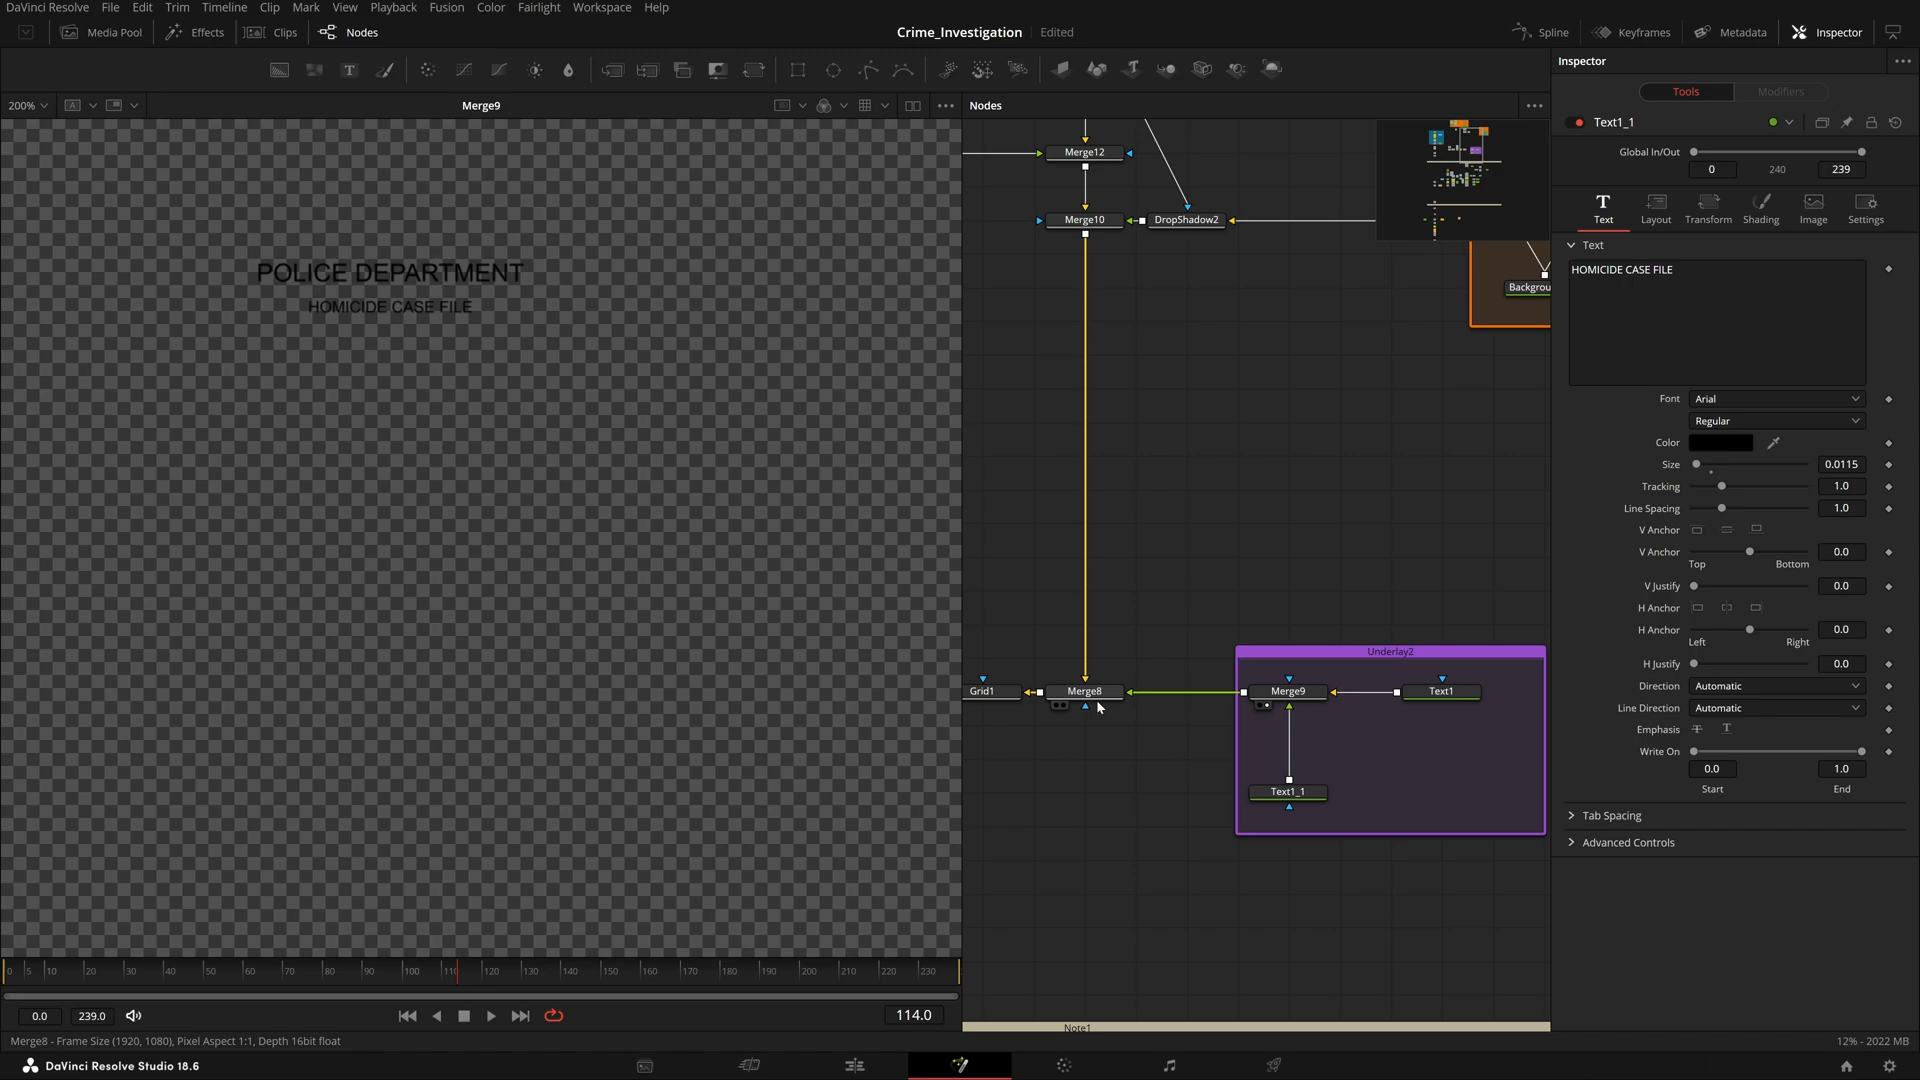 DaVinci Resolve File Edit Trim Timeline Clip Mark View Playback Fusion Color Fairlight Workspace Help
Media Pool Effects Clips Nodes Crime_Investigation Edited Spline Keyframes Metadata Inspector
Inspector
200% A Merge9 Nodes
Tools Modifiers
Text1_1
Global In/Out
0 240 239
Text Layout Transform Shading Image Settings
Text
HOMICIDE CASE FILE
Font Arial
Regular
Color
Size 0.0115
Tracking 1.0
Line Spacing 1.0
V Anchor
V Anchor 0.0
Top Bottom
V Justify 0.0
H Anchor
H Anchor 0.0
Left Right
H Justify 0.0
Direction Automatic
Line Direction Automatic
Emphasis
Write On
0.0 1.0
Start End
Tab Spacing
Advanced Controls
POLICE DEPARTMENT
HOMICIDE CASE FILE
Merge12
Merge10 DropShadow2
Backgrou
Underlay2
Grid1 Merge8 Merge9 Text1
Text1_1
Note1
0 5 10 20 30 40 50 60 70 80 90 100 110 120 130 140 150 160 170 180 190 200 210 220 230
0.0 239.0 114.0
Merge8 - Frame Size (1920, 1080), Pixel Aspect 1:1, Depth 16bit float 12% - 2022 MB
DaVinci Resolve Studio 18.6